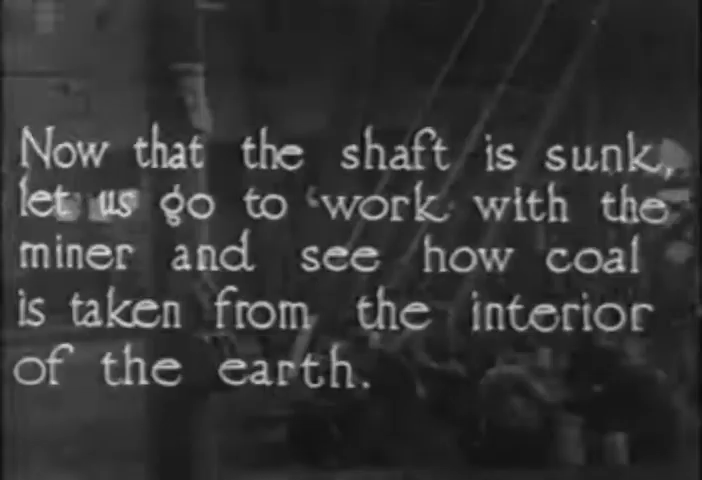 Now that the shaft is sunk,
let us go to work with the
miner and see how coal
is taken from the interior
of the earth.